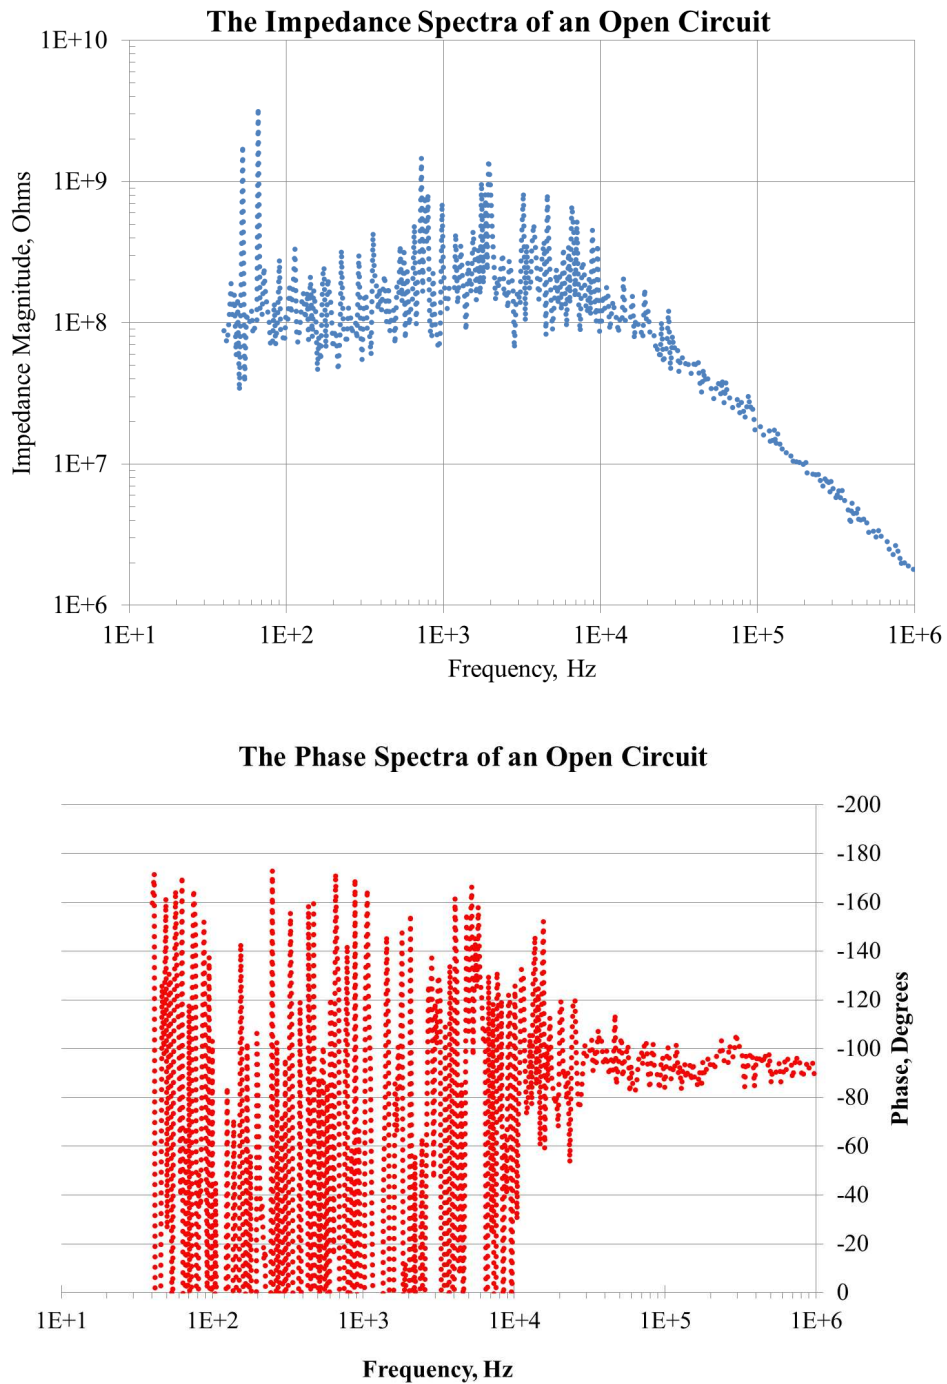 The Impedance Spectra of an Open Circuit
1E+10
1E+9
1E+8
1E+7
1E+6
Impedance Magnitude, Ohms
1E+1 1E+2 1E+3 1E+4 1E+5 1E+6
Frequency, Hz
The Phase Spectra of an Open Circuit
-200
-180
-160
-140
-120
-100
-80
-60
-40
-20
0
Phase, Degrees
1E+1 1E+2 1E+3 1E+4 1E+5 1E+6
Frequency, Hz